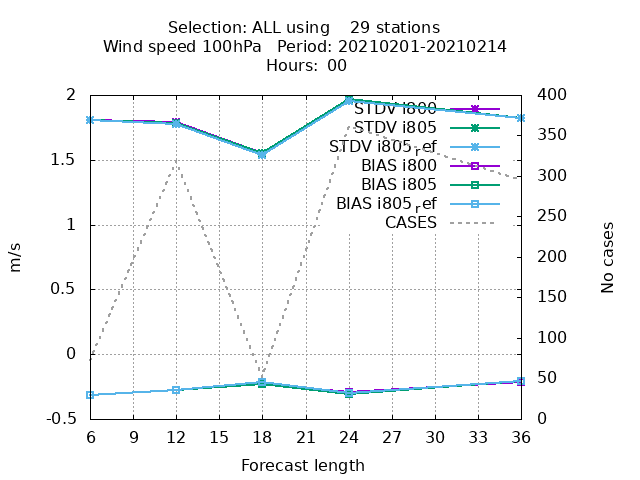 Selection: ALL using 29 stations
Wind speed 100hPa Period: 20210201-20210214
Hours: 00
2
1.5
1
0.5
0
-0.5
400
350
300
250
200
150
100
50
0
m/s
No cases
STDV i800
STDV i805
STDV i805ref
BIAS i800
BIAS i805
BIAS i805ref
CASES
6 9 12 15 18 21 24 27 30 33 36
Forecast length